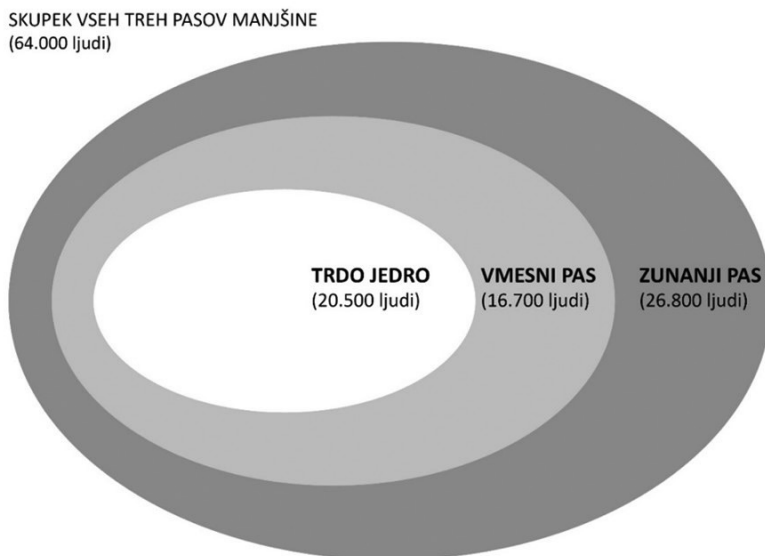 SKUPEK VSEH TREH PASOV MANJŠINE
(64.000 ljudi)
TRDO JEDRO
(20.500 ljudi)
VMESNI PAS
(16.700 ljudi)
ZUNANJI PAS
(26.800 ljudi)